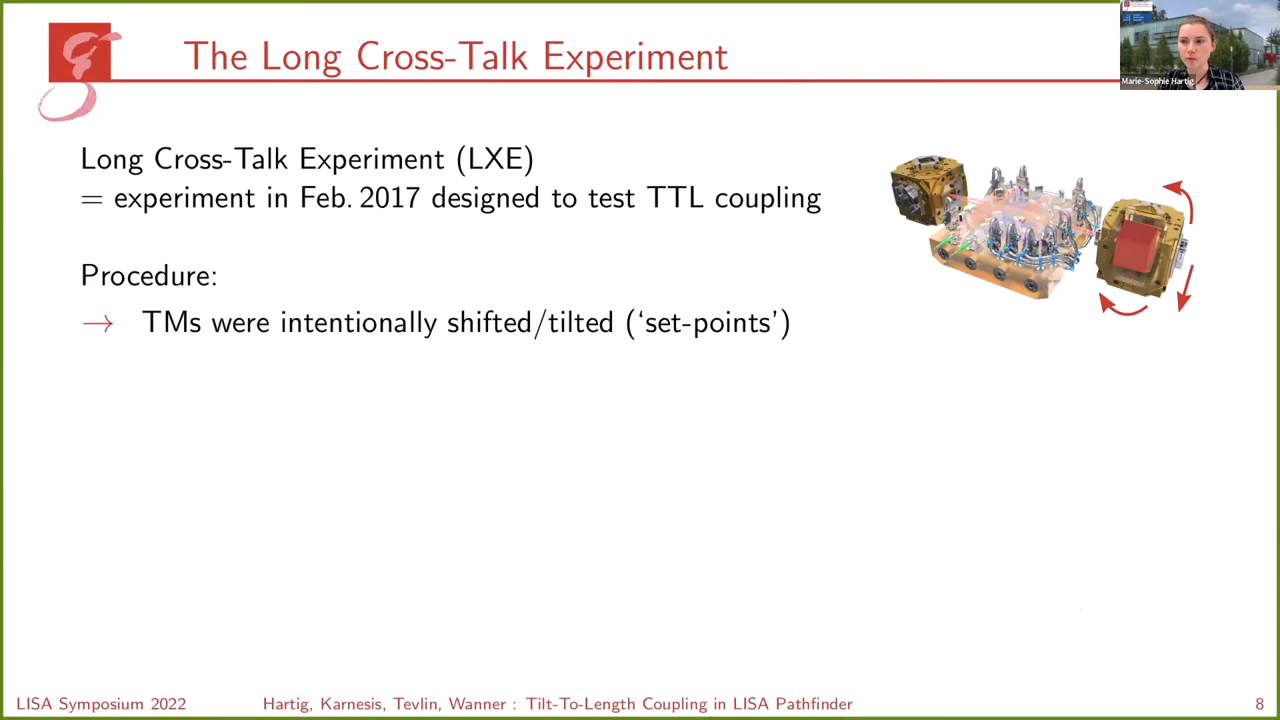 The Long Cross-Talk Experiment
Marie-Sophie Hartig
Long Cross-Talk Experiment (LXE)
= experiment in Feb. 2017 designed to test TTL coupling
Procedure:
→ TMs were intentionally shifted/tilted (‘set-points’)
LISA Symposium 2022
Hartig, Karnesis, Tevlin, Wanner : Tilt-To-Length Coupling in LISA Pathfinder
8